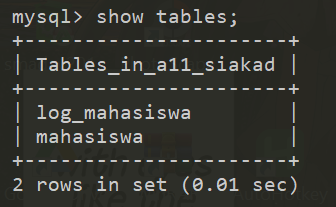 mysql> show tables;
+----------------------+
| Tables_in_a11_siakad |
+----------------------+
| log_mahasiswa        |
| mahasiswa            |
+----------------------+
2 rows in set (0.01 sec)